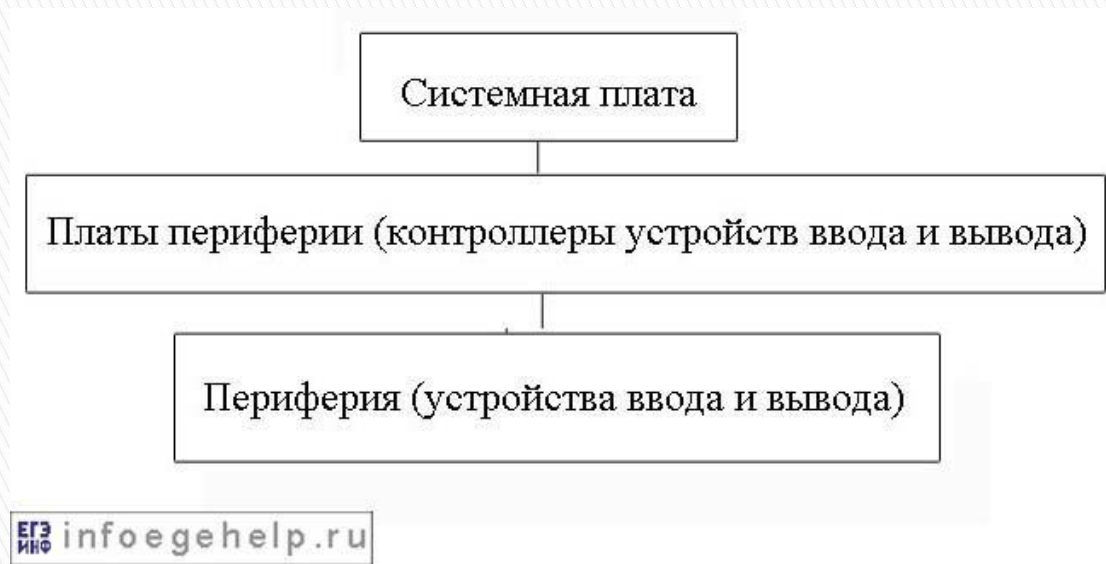 Системная плата
Платы периферии (контроллеры устройств ввода и вывода)
Периферия (устройства ввода и вывода)
ЕГЭ
ИНФ
infoegehelp.ru